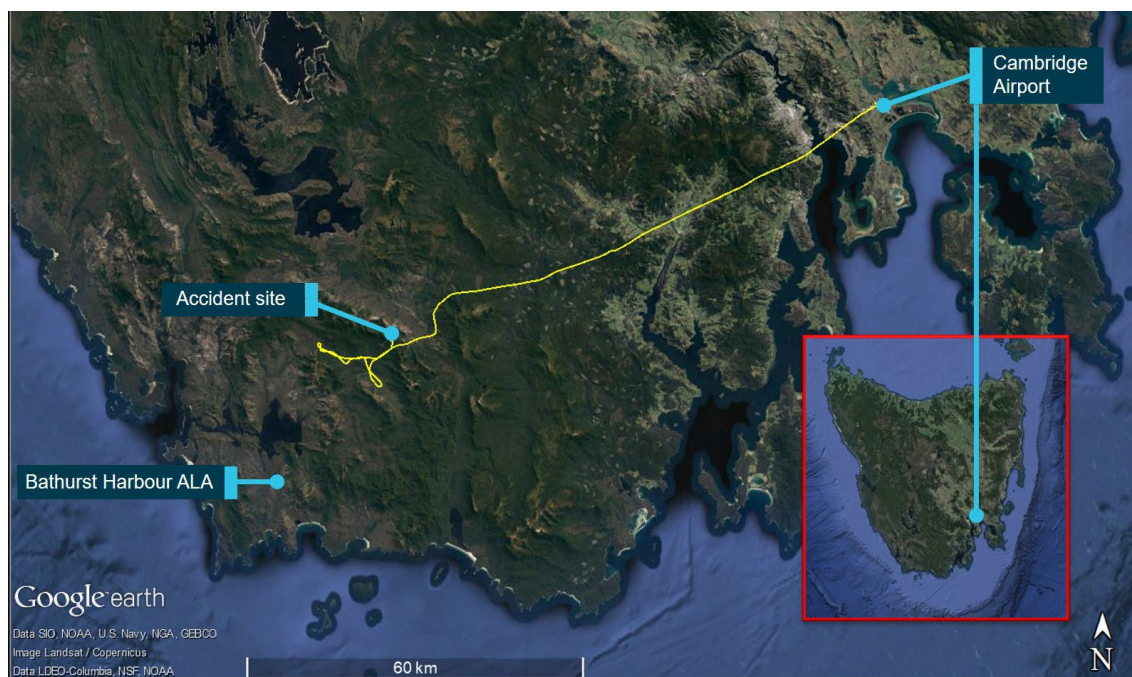 Cambridge
Airport
Accident site
Bathurst Harbour ALA
Google earth
Data SIO, NOAA, U.S. Navy, NGA, GEBCO
Image Landsat / Copernicus
Data LDEO-Columbia, NSF, NOAA
60 km
N